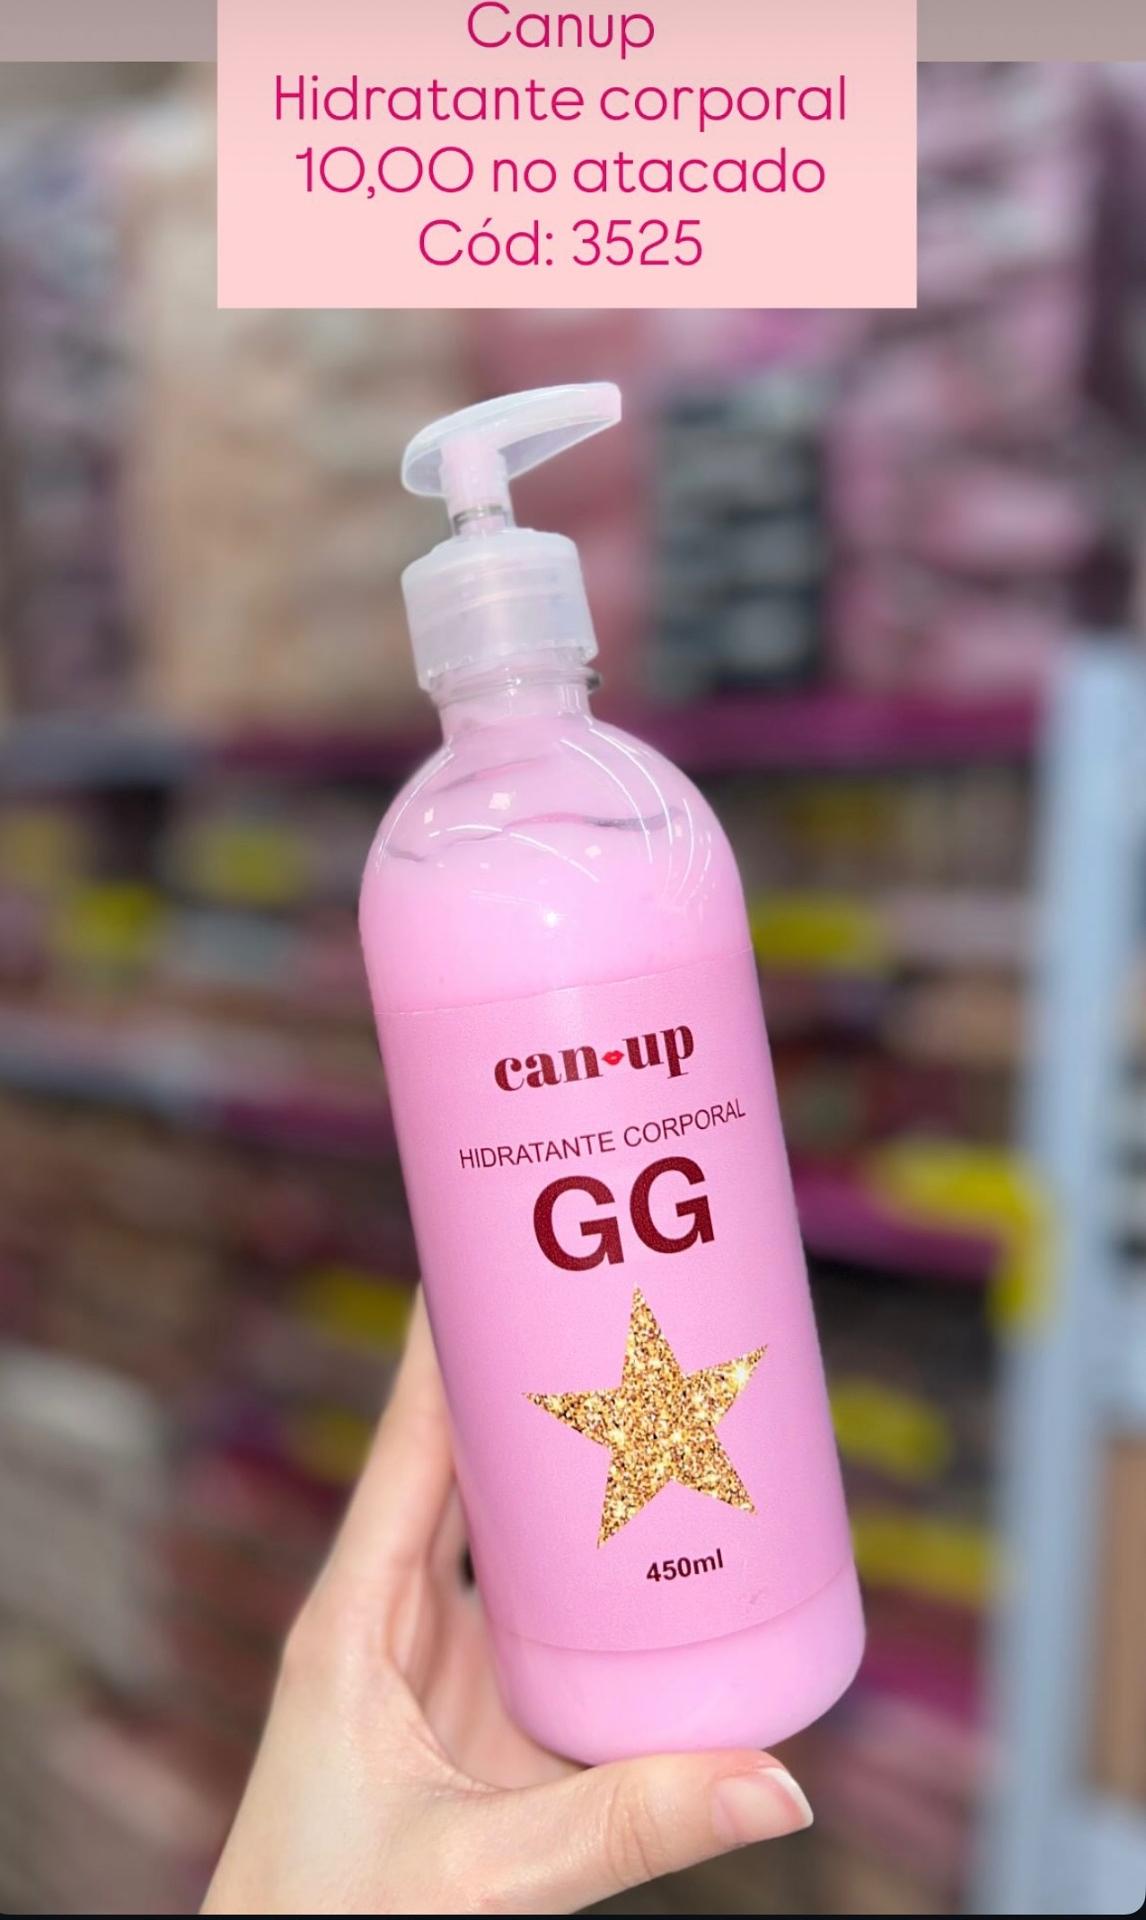 Canup
Hidratante corporal
10,00 no atacado
Cód: 3525
can up
HIDRATANTE CORPORAL
GG
450ml